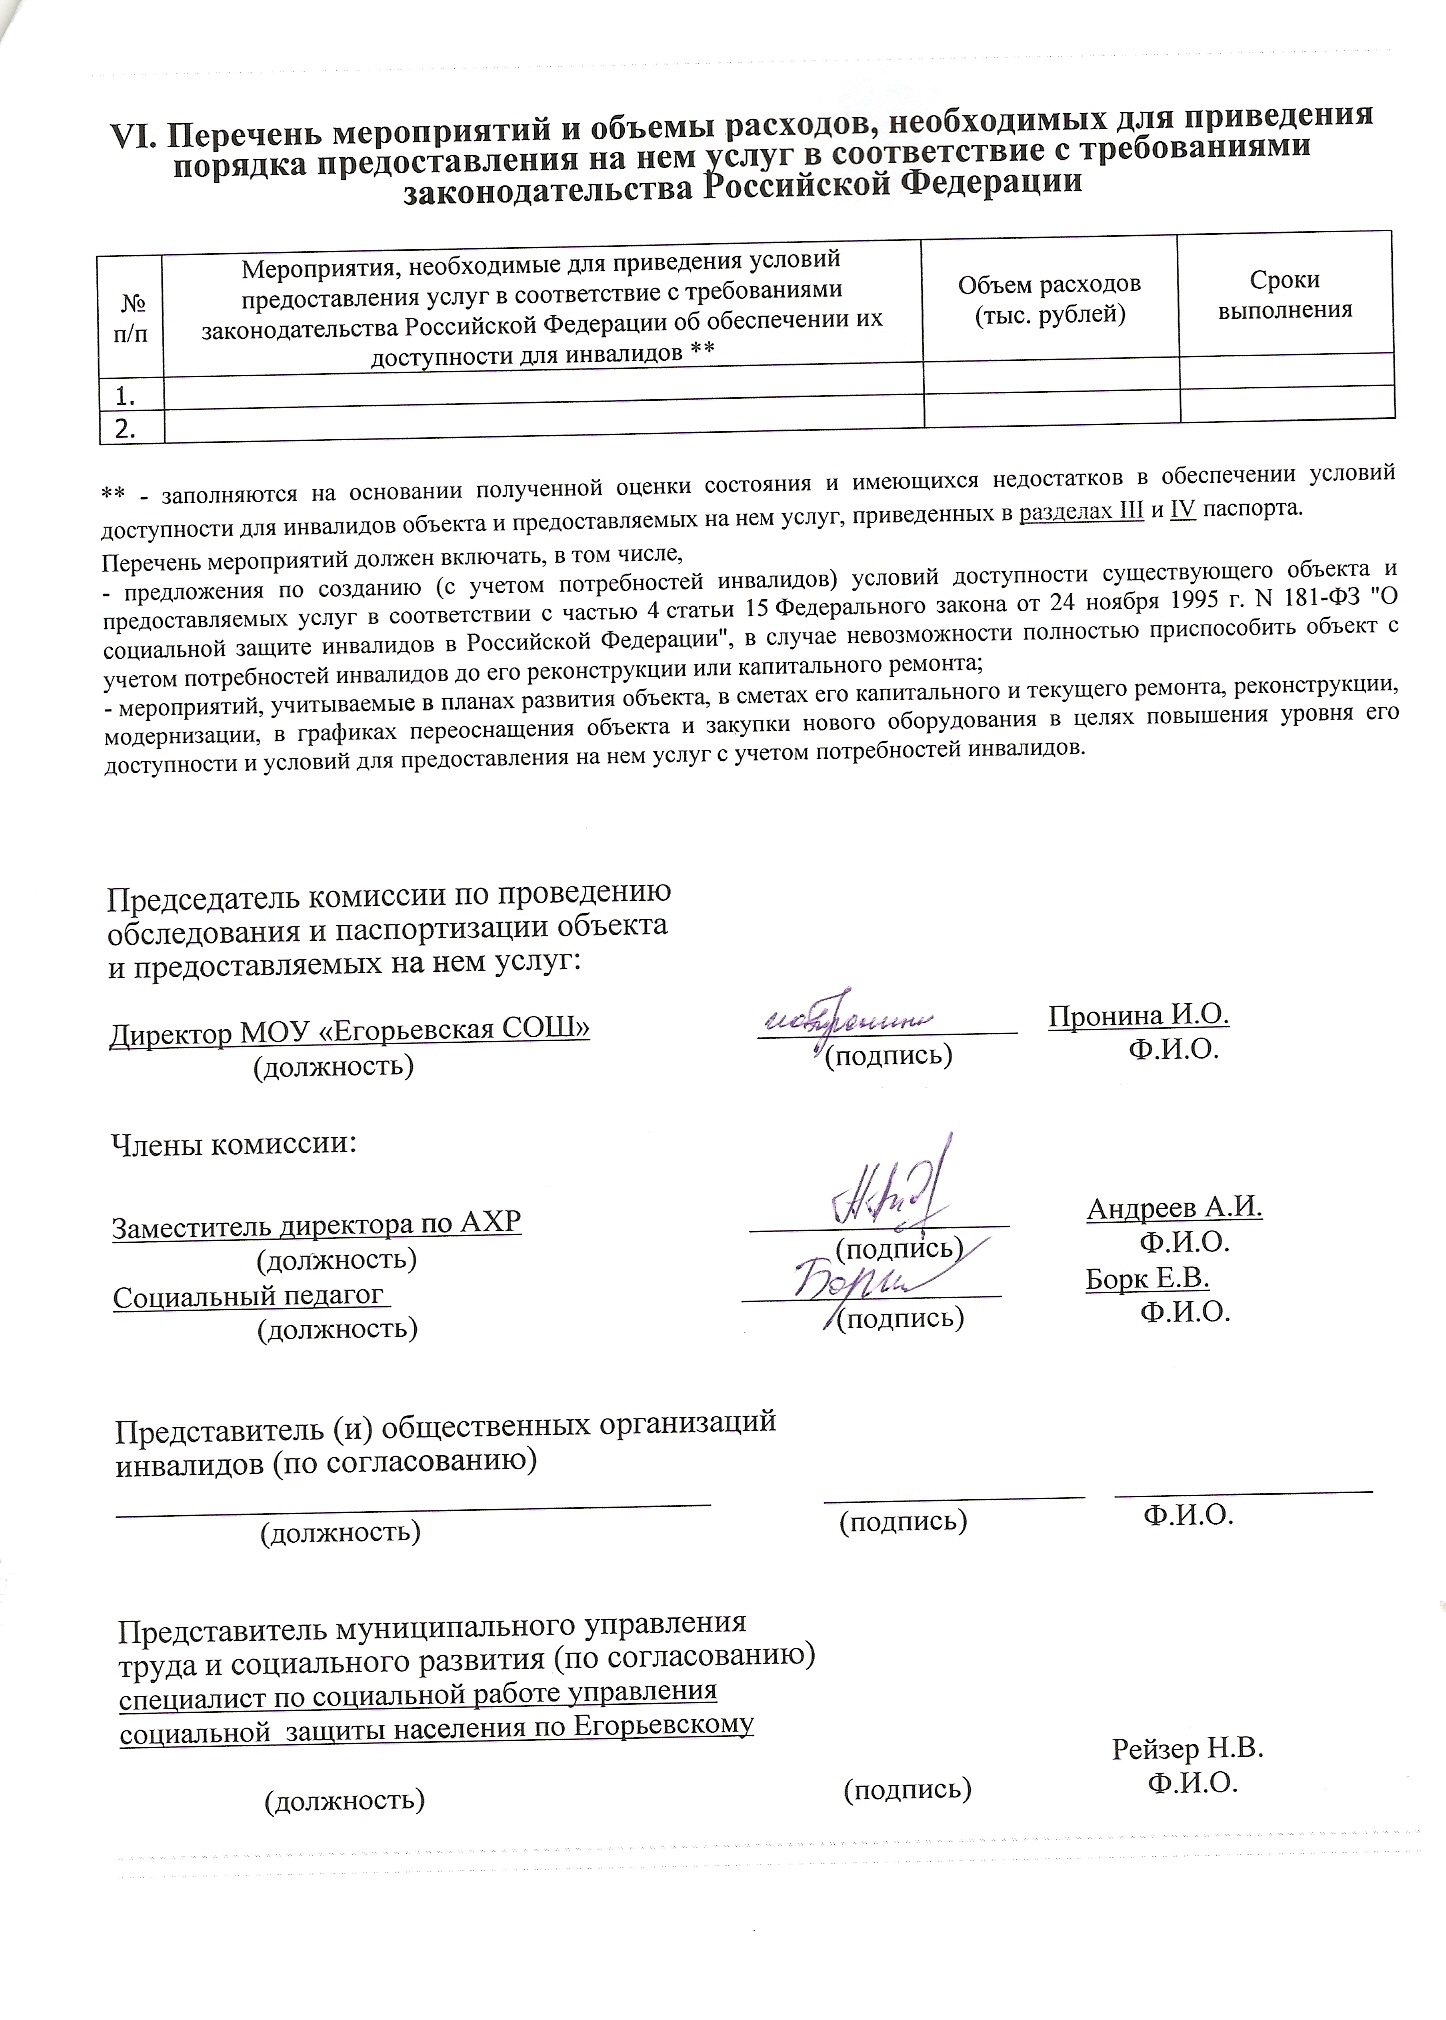 VI. Перечень мероприятий и объемы расходов, необходимых для приведения
порядка предоставления на нем услуг в соответствие с требованиями
законодательства Российской Федерации
№
п/п
Мероприятия, необходимые для приведения условий
предоставления услуг в соответствие с требованиями
законодательства Российской Федерации об обеспечении их
доступности для инвалидов **
Объем расходов
(тыс. рублей)
Сроки
выполнения
1.
2.
** - заполняются на основании полученной оценки состояния и имеющихся недостатков в обеспечении условий
доступности для инвалидов объекта и предоставляемых на нем услуг, приведенных в разделах III и IV паспорта.
Перечень мероприятий должен включать, в том числе,
- предложения по созданию (с учетом потребностей инвалидов) условий доступности существующего объекта и
предоставляемых услуг в соответствии с частью 4 статьи 15 Федерального закона от 24 ноября 1995 г. N 181-ФЗ "О
социальной защите инвалидов в Российской Федерации", в случае невозможности полностью приспособить объект с
учетом потребностей инвалидов до его реконструкции или капитального ремонта;
- мероприятий, учитываемые в планах развития объекта, в сметах его капитального и текущего ремонта, реконструкции,
модернизации, в графиках переоснащения объекта и закупки нового оборудования в целях повышения уровня его
доступности и условий для предоставления на нем услуг с учетом потребностей инвалидов.
Председатель комиссии по проведению
обследования и паспортизации объекта
и предоставляемых на нем услуг:
Директор МОУ «Егорьевская СОШ» Пронина И.О.
(должность) (подпись) Ф.И.О.
Члены комиссии:
Заместитель директора по АХР Андреев А.И.
(должность) (подпись) Ф.И.О.
Социальный педагог Борк Е.В.
(должность) (подпись) Ф.И.О.
Представитель (и) общественных организаций
инвалидов (по согласованию)
(должность) (подпись) Ф.И.О.
Представитель муниципального управления
труда и социального развития (по согласованию)
специалист по социальной работе управления
социальной защиты населения по Егорьевскому
Рейзер Н.В.
(должность) (подпись) Ф.И.О.